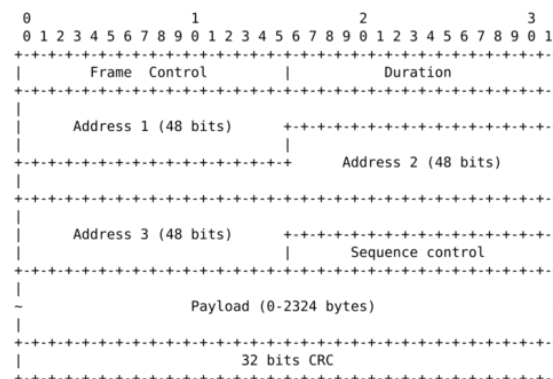 0 1 2 3
0 1 2 3 4 5 6 7 8 9 0 1 2 3 4 5 6 7 8 9 0 1 2 3 4 5 6 7 8 9 0 1
Frame Control Duration
Address 1 (48 bits)
Address 2 (48 bits)
Address 3 (48 bits)
Sequence control
Payload (0-2324 bytes)
32 bits CRC